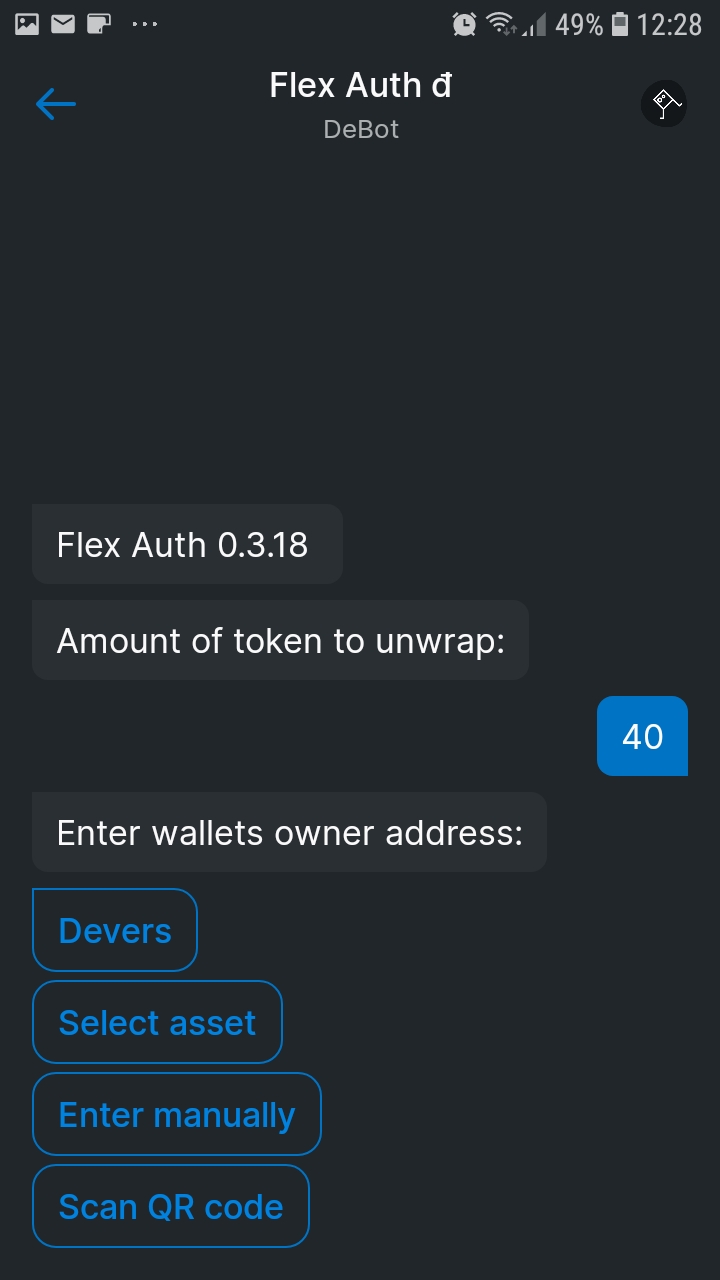 49% 12:28
Flex Auth đ
DeBot
Flex Auth 0.3.18
Amount of token to unwrap:
40
Enter wallets owner address:
Devers
Select asset
Enter manually
Scan QR code